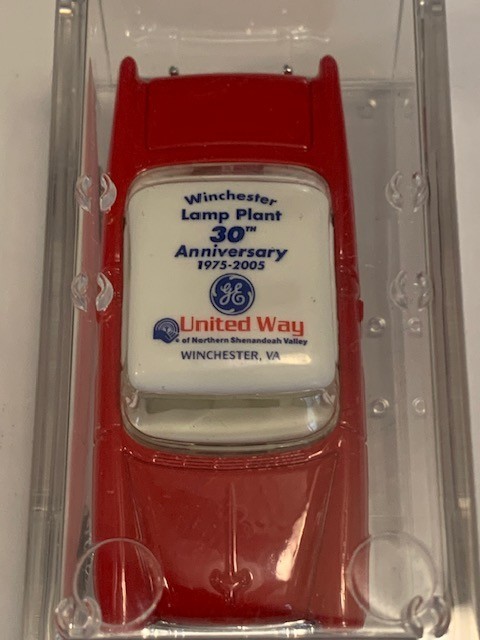 Winchester
Lamp Plant
30TH
Anniversary
1975-2005
GE
United Way
of Northern Shenandoah Valley
WINCHESTER, VA